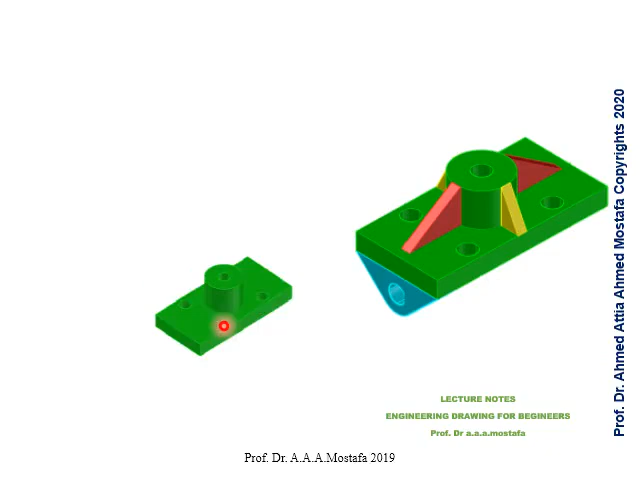 Prof. Dr. Ahmed Attia Ahmed Mostafa Copyrights 2020
LECTURE NOTES
ENGINEERING DRAWING FOR BEGINEERS
Prof. Dr a.a.a.mostafa
Prof. Dr. A.A.A.Mostafa 2019